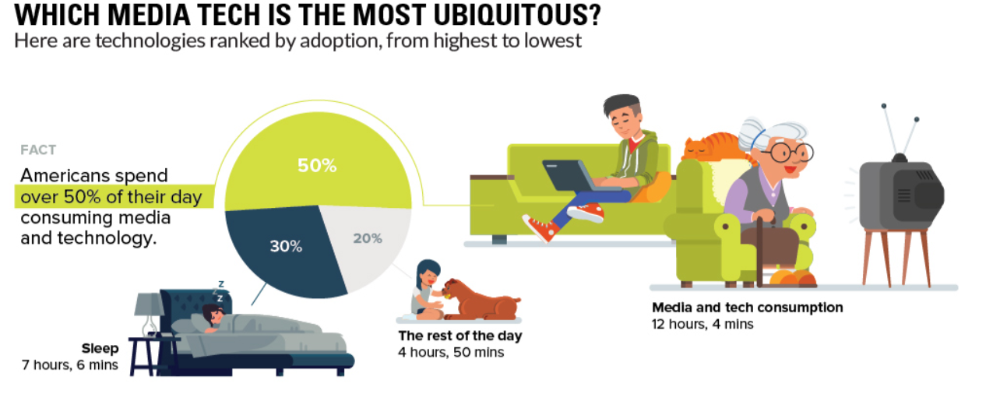 WHICH MEDIA TECH IS THE MOST UBIQUITOUS?
Here are technologies ranked by adoption, from highest to lowest
FACT
Americans spend
over 50% of their day
consuming media
and technology.
50%
30%
20%
z
z
z
Sleep
7 hours, 6 mins
The rest of the day
4 hours, 50 mins
Media and tech consumption
12 hours, 4 mins